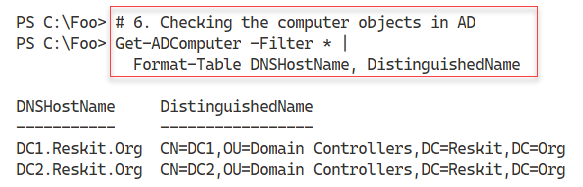 PS C:\Foo> # 6. Checking the computer objects in AD
PS C:\Foo> Get-ADComputer -Filter * |
Format-Table DNSHostName, DistinguishedName
DNSHostName DistinguishedName
----------- -----------------
DC1.Reskit.Org CN=DC1,OU=Domain Controllers,DC=Reskit,DC=Org
DC2.Reskit.Org CN=DC2,OU=Domain Controllers,DC=Reskit,DC=Org